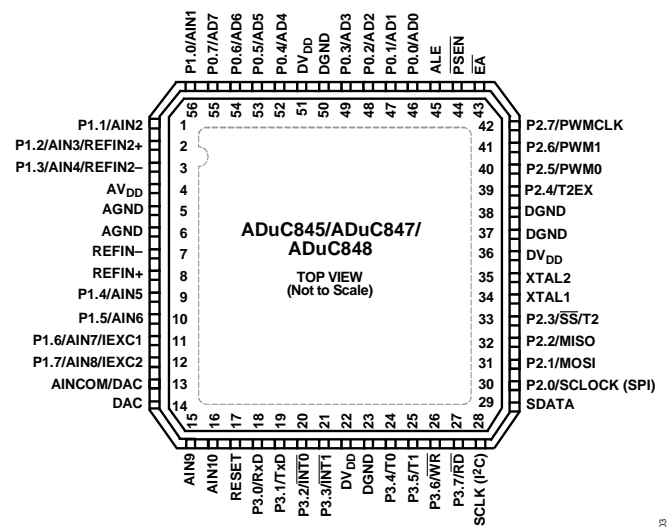 P1.0/AIN1
P0.7/AD7
P0.6/AD6
P0.5/AD5
P0.4/AD4
DVDD
DGND
P0.3/AD3
P0.2/AD2
P0.1/AD1
P0.0/AD0
ALE
PSEN
EA
56
55
54
53
52
51
50
49
48
47
46
45
44
43
P1.1/AIN2 1
P1.2/AIN3/REFIN2+ 2
P1.3/AIN4/REFIN2– 3
AVDD 4
AGND 5
AGND 6
REFIN– 7
REFIN+ 8
P1.4/AIN5 9
P1.5/AIN6 10
P1.6/AIN7/IEXC1 11
P1.7/AIN8/IEXC2 12
AINCOM/DAC 13
DAC 14
ADuC845/ADuC847/
ADuC848
TOP VIEW
(Not to Scale)
42 P2.7/PWMCLK
41 P2.6/PWM1
40 P2.5/PWM0
39 P2.4/T2EX
38 DGND
37 DGND
36 DVDD
35 XTAL2
34 XTAL1
33 P2.3/SS/T2
32 P2.2/MISO
31 P2.1/MOSI
30 P2.0/SCLOCK (SPI)
29 SDATA
15
16
17
18
19
20
21
22
23
24
25
26
27
28
AIN9
AIN10
RESET
P3.0/RxD
P3.1/TxD
P3.2/INT0
P3.3/INT1
DVDD
DGND
P3.4/T0
P3.5/T1
P3.6/WR
P3.7/RD
SCLK (I2C)